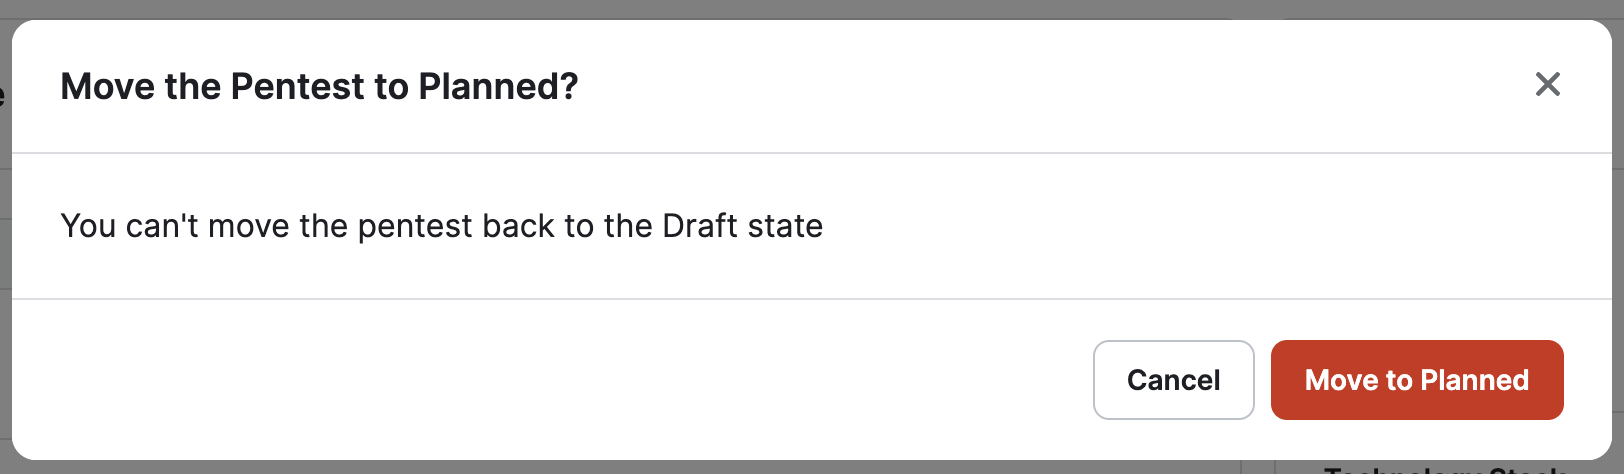 Move the Pentest to Planned?
You can't move the pentest back to the Draft state
Cancel
Move to Planned